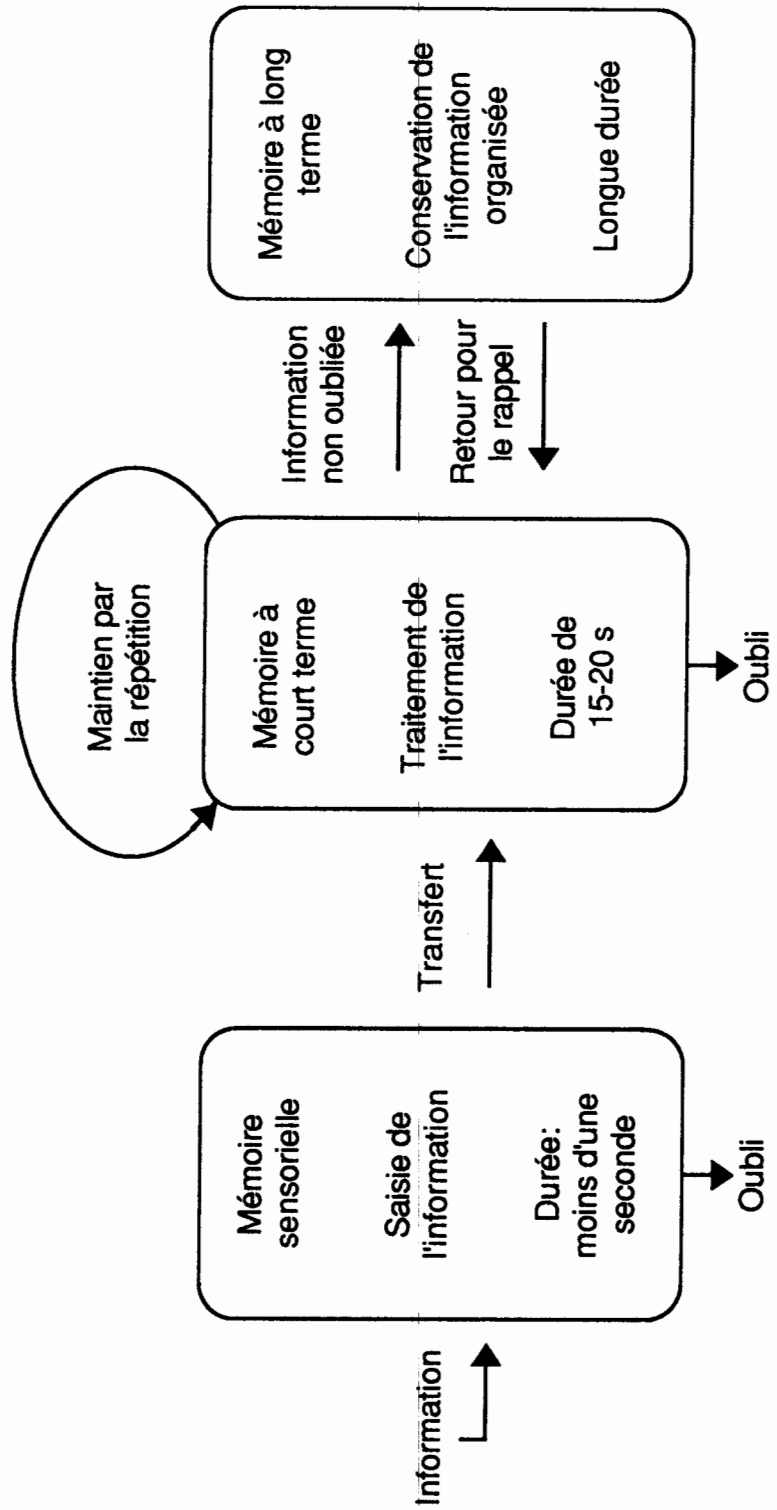 Maintien par
la répétition
Information
Mémoire
sensorielle
Saisie de
l'information
Durée:
moins d'une
seconde
Oubli
Transfert
Mémoire à
court terme
Traitement de
l'information
Durée de
15-20 s
Oubli
Information
non oubliée
Retour pour
le rappel
Mémoire à long
terme
Conservation de
l'information
organisée
Longue durée